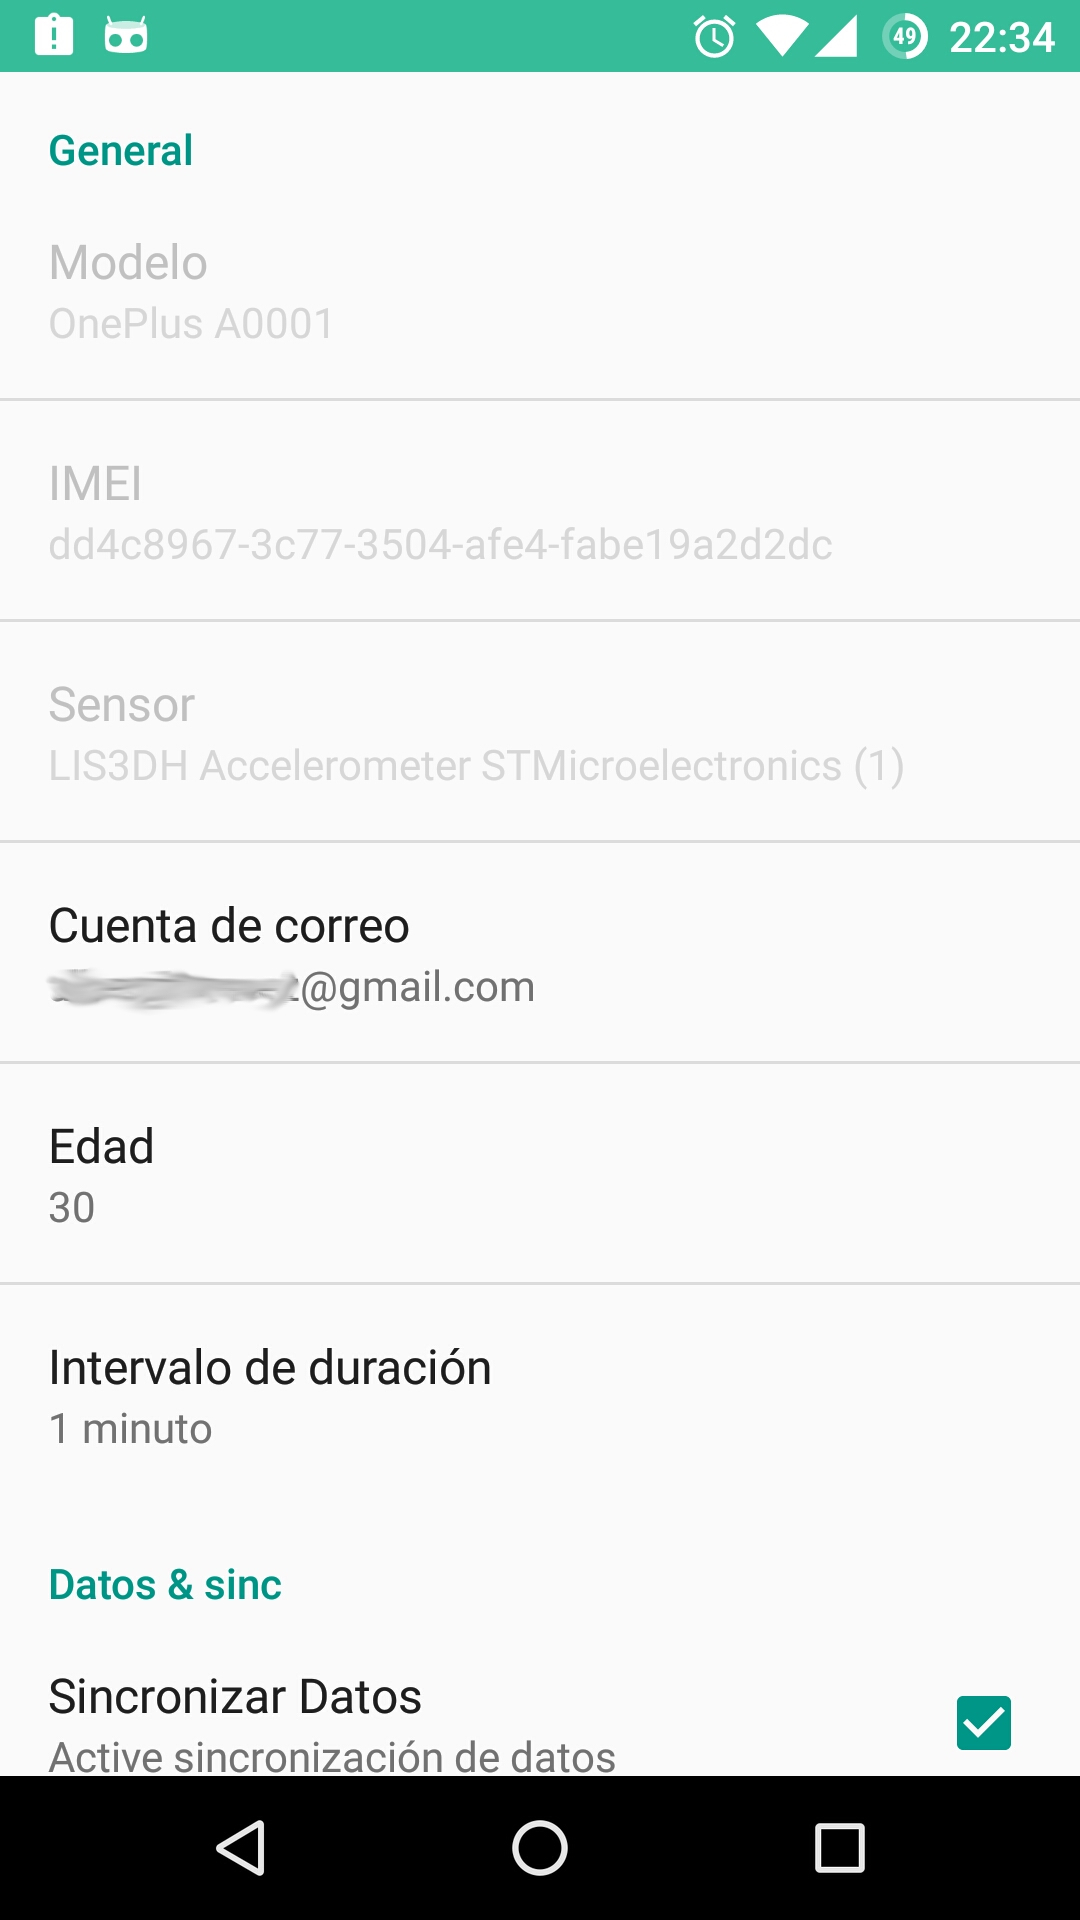 49 22:34
General
Modelo
OnePlus A0001
IMEI
dd4c8967-3c77-3504-afe4-fabe19a2d2dc
Sensor
LIS3DH Accelerometer STMicroelectronics (1)
Cuenta de correo
@gmail.com
Edad
30
Intervalo de duración
1 minuto
Datos & sinc
Sincronizar Datos
Active sincronización de datos